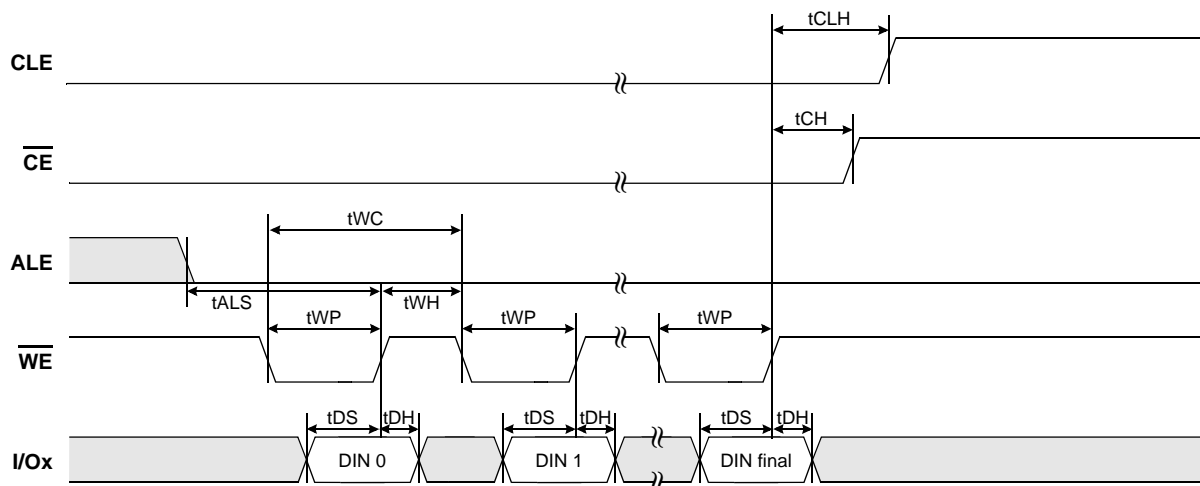 tCLH
CLE
tCH
CE
tWC
ALE
tALS
tWH
tWP
tWP
tWP
WE
tDS
tDH
tDS
tDH
tDS
tDH
I/Ox
DIN 0
DIN 1
DIN final